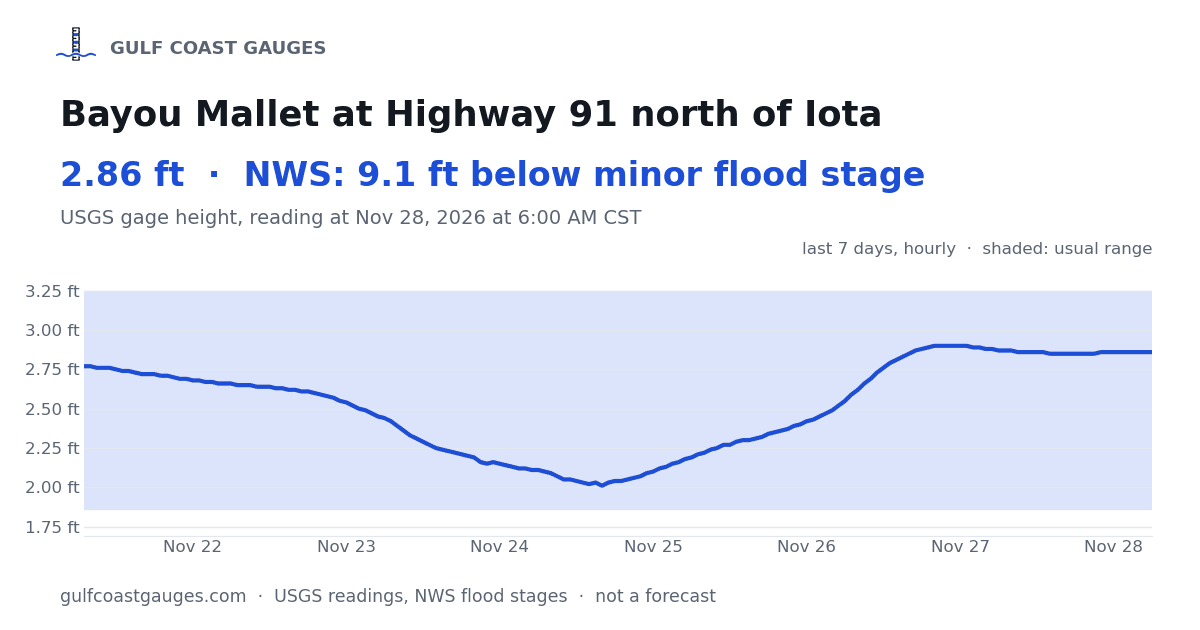 GULF COAST GAUGES
Bayou Mallet at Highway 91 north of Iota
2.86 ft · NWS: 9.1 ft below minor flood stage
USGS gage height, reading at Nov 28, 2026 at 6:00 AM CST
last 7 days, hourly · shaded: usual range
3.25 ft
3.00 ft
2.75 ft
2.50 ft
2.25 ft
2.00 ft
1.75 ft
Nov 22 Nov 23 Nov 24 Nov 25 Nov 26 Nov 27 Nov 28
gulfcoastgauges.com · USGS readings, NWS flood stages · not a forecast